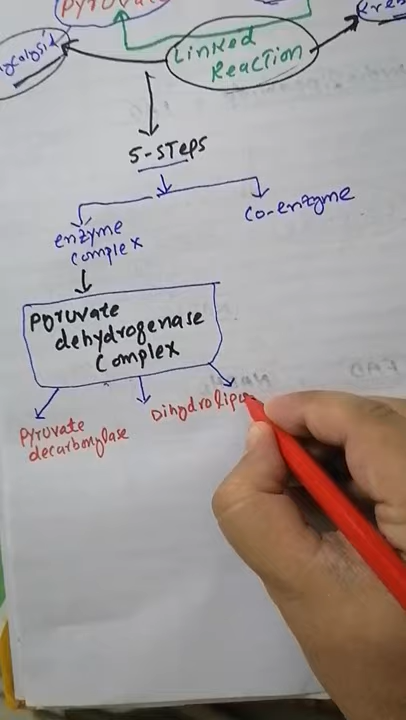 Linked
Reaction
5-STEPS
enzyme
complex
co-enzyme
Pyruvate
dehydrogenase
Complex
Pyruvate
decarboxylase
Dihydrolipo